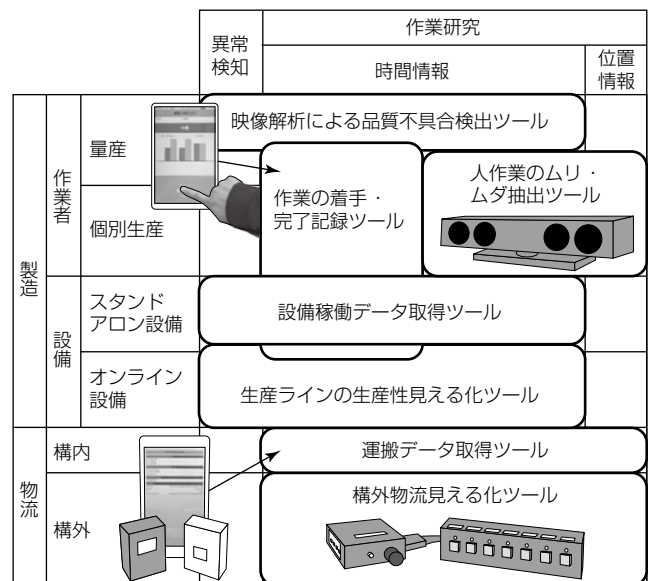 作業研究
異常
検知
時間情報
位置
情報
製造
作業者
量産
個別生産
映像解析による品質不具合検出ツール
作業の着手・
完了記録ツール
人作業のムリ・
ムダ抽出ツール
設備
スタンド
アロン設備
設備稼働データ取得ツール
オンライン
設備
生産ラインの生産性見える化ツール
物流
構内
運搬データ取得ツール
構外
構外物流見える化ツール